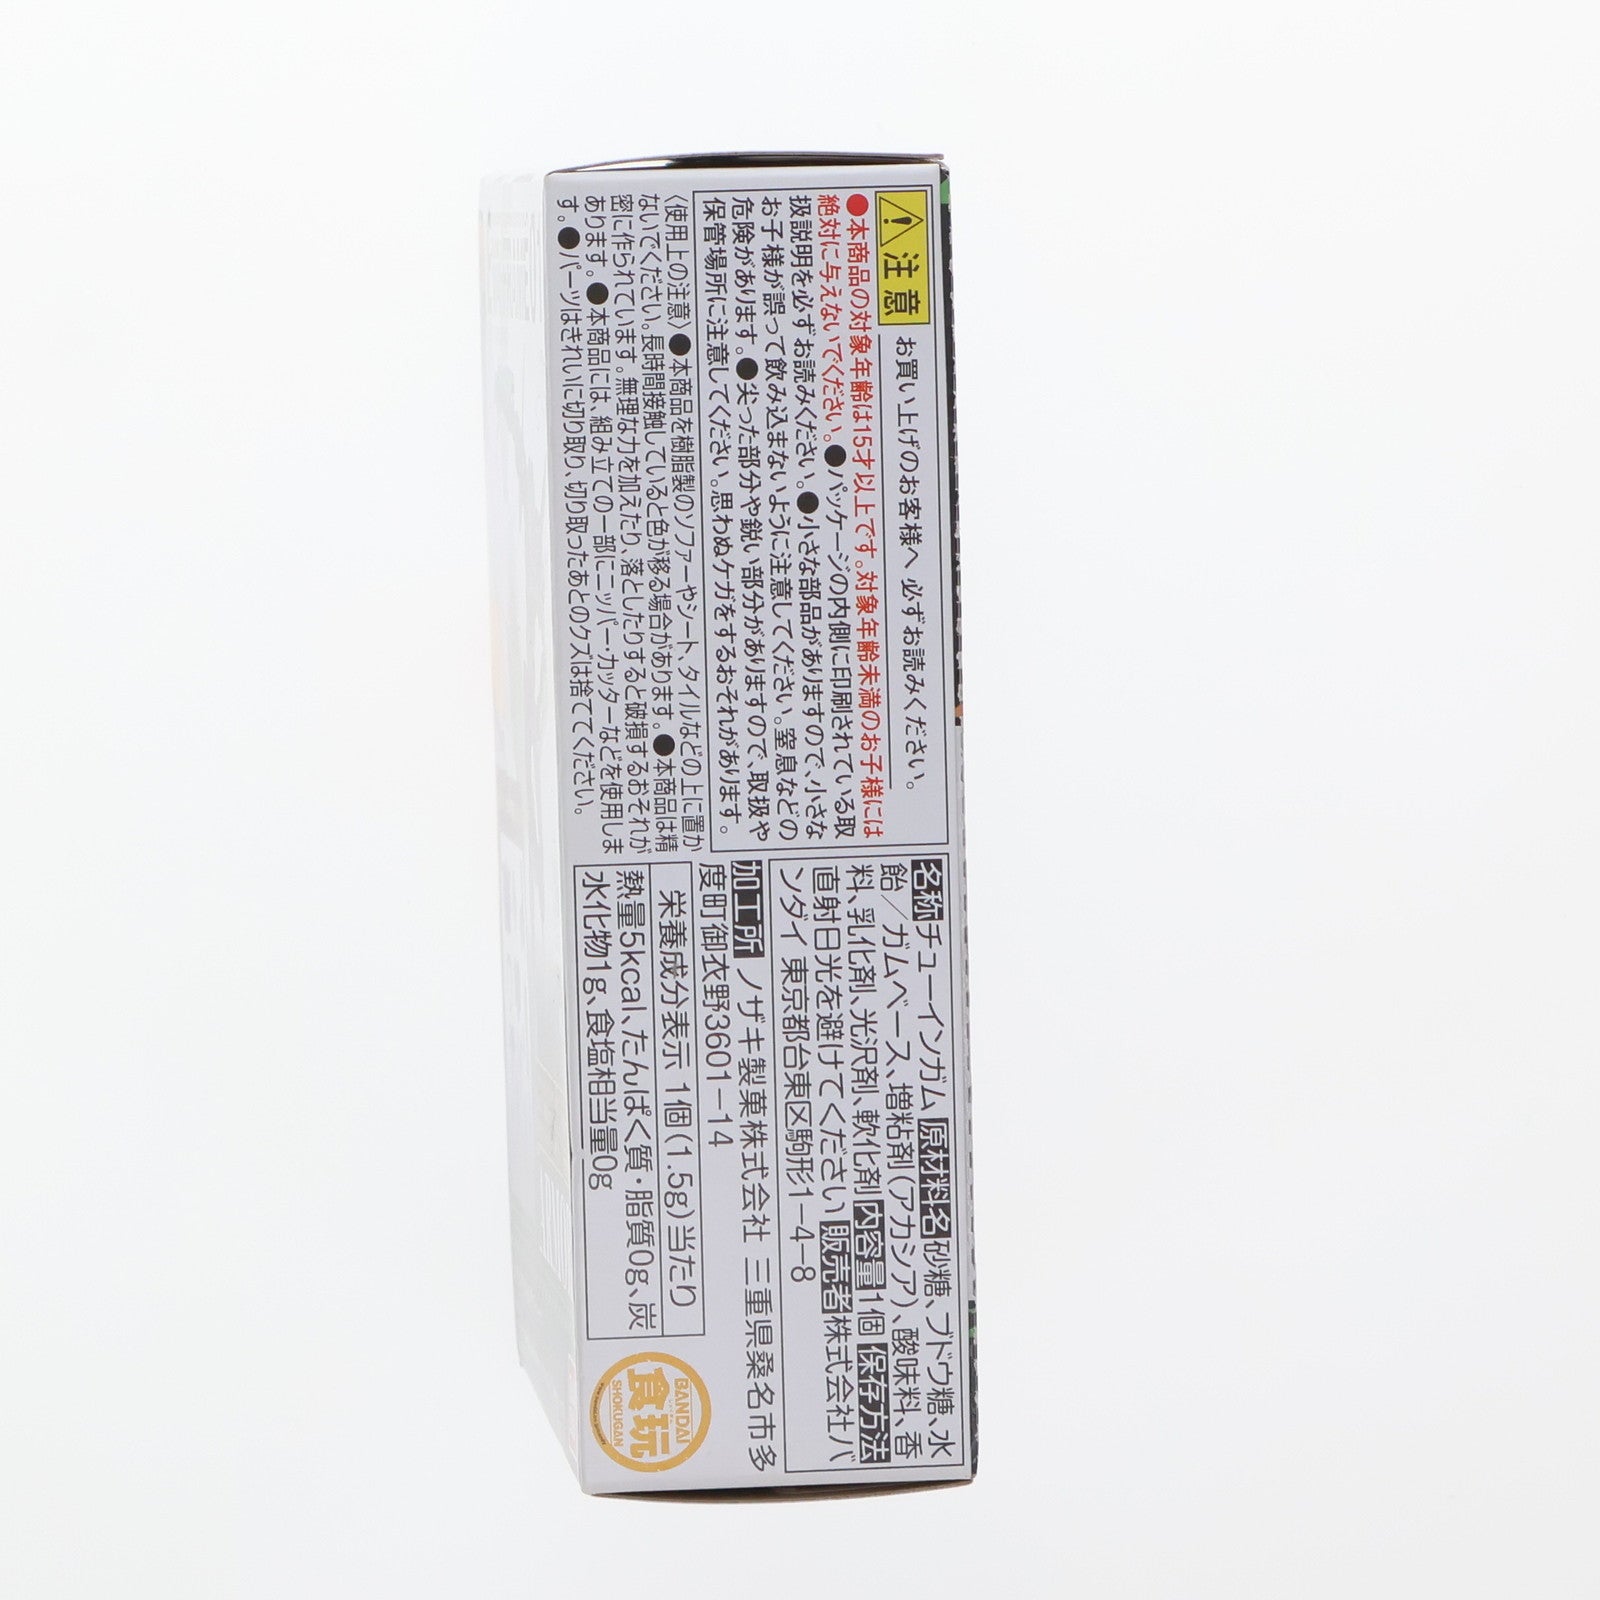 注意 お買い上げのお客様へ 必ずお読みください。
●本商品の対象年齢は15才以上です。対象年齢未満のお子様には
絶対に与えないでください。●パッケージの内側に印刷されている取
扱説明を必ずお読みください。●小さな部品がありますので、小さな
お子様が誤って飲み込まないように注意してください。窒息などの
危険があります。●尖った部分や鋭い部分がありますので、取扱や
保管場所に注意してください。思わぬケガをするおそれがあります。
〈使用上の注意〉●本商品を樹脂製のソファーやシート、タイルなどの上に置か
ないでください。長時間接触していると色が移る場合があります。●本商品は精
密に作られています。無理な力を加えたり、落としたりすると破損するおそれが
あります。●本商品には、組み立ての一部にニッパー・カッターなどを使用しま
す。●パーツはきれいに切り取り、切り取ったあとのクズは捨ててください。
名称チューインガム 原材料名砂糖、ブドウ糖、水
飴／ガムベース、増粘剤(アカシア)、酸味料、香
料、乳化剤、光沢剤、軟化剤 内容量1個 保存方法
直射日光を避けてください 販売者株式会社バ
ンダイ 東京都台東区駒形1-4-8
加工所 ノザキ製菓株式会社 三重県桑名市多
度町御衣野3601-14
栄養成分表示 1個(1.5g)当たり
熱量5kcal、たんぱく質・脂質0g、炭
水化物1g、食塩相当量0g
BANDAI
食玩
SHOKUGAN